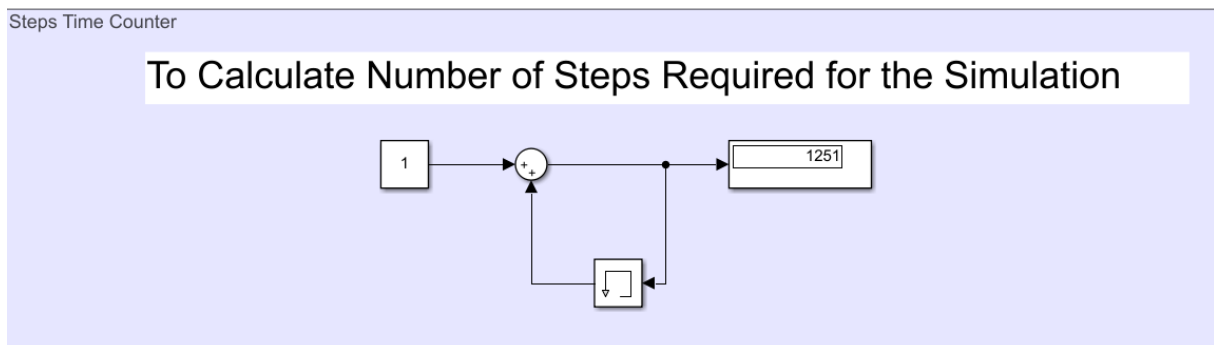 Steps Time Counter
To Calculate Number of Steps Required for the Simulation
1
+
+
1251